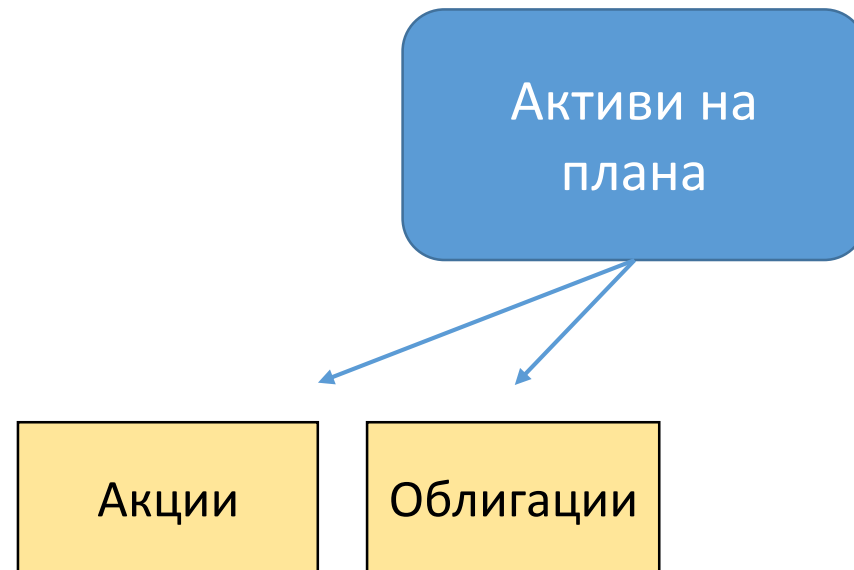 Активи на
плана
Акции
Облигации